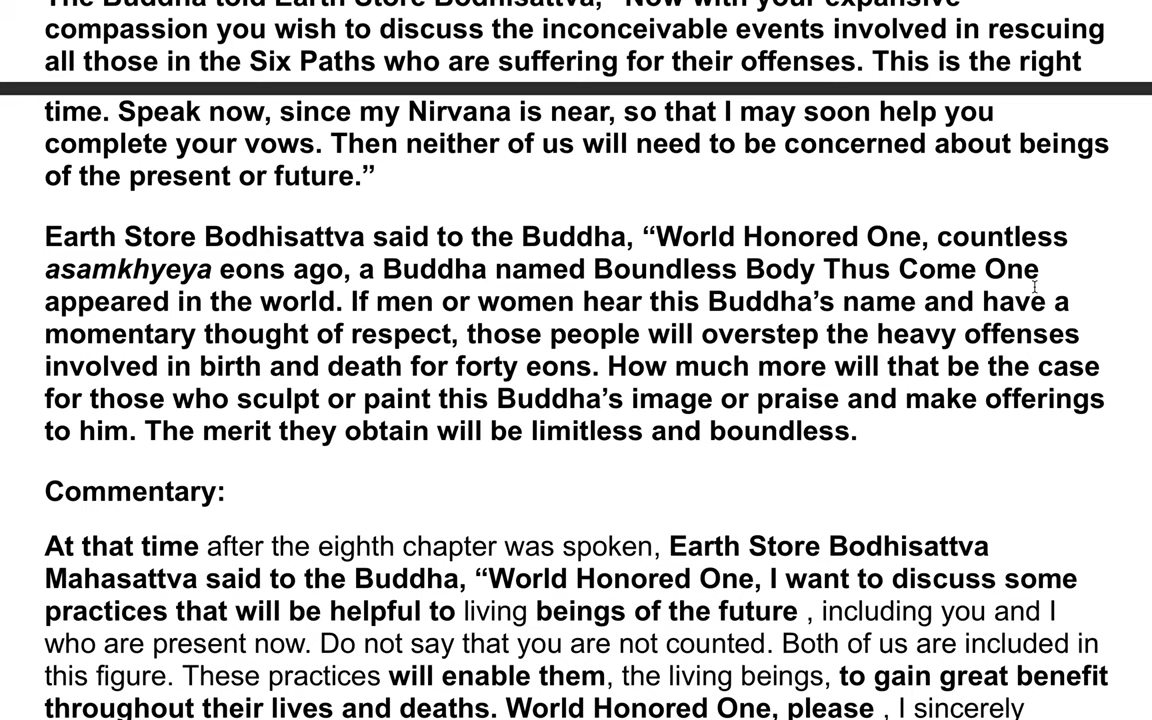 The Buddha told Earth Store Bodhisattva, “Now with your expansive
compassion you wish to discuss the inconceivable events involved in rescuing
all those in the Six Paths who are suffering for their offenses. This is the right
time. Speak now, since my Nirvana is near, so that I may soon help you
complete your vows. Then neither of us will need to be concerned about beings
of the present or future.”
Earth Store Bodhisattva said to the Buddha, “World Honored One, countless
asamkhyeya eons ago, a Buddha named Boundless Body Thus Come One
appeared in the world. If men or women hear this Buddha’s name and have a
momentary thought of respect, those people will overstep the heavy offenses
involved in birth and death for forty eons. How much more will that be the case
for those who sculpt or paint this Buddha’s image or praise and make offerings
to him. The merit they obtain will be limitless and boundless.
Commentary:
At that time after the eighth chapter was spoken, Earth Store Bodhisattva
Mahasattva said to the Buddha, “World Honored One, I want to discuss some
practices that will be helpful to living beings of the future , including you and I
who are present now. Do not say that you are not counted. Both of us are included in
this figure. These practices will enable them, the living beings, to gain great benefit
throughout their lives and deaths. World Honored One, please , I sincerely